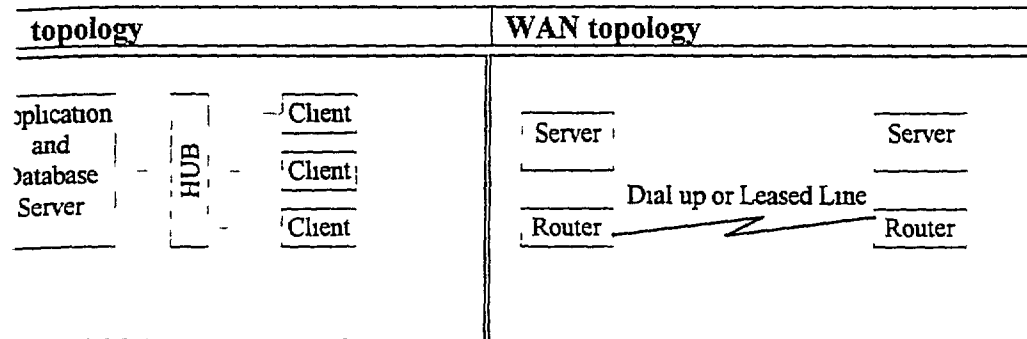 topology
WAN topology
pplication
and
Database
Server
HUB
Client
Client
Client
Server
Server
Dial up or Leased Line
Router
Router